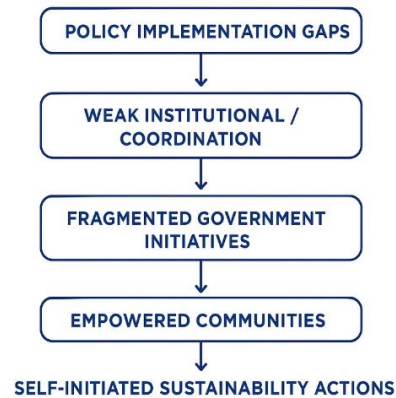 POLICY IMPLEMENTATION GAPS
WEAK INSTITUTIONAL /
COORDINATION
FRAGMENTED GOVERNMENT
INITIATIVES
EMPOWERED COMMUNITIES
SELF-INITIATED SUSTAINABILITY ACTIONS